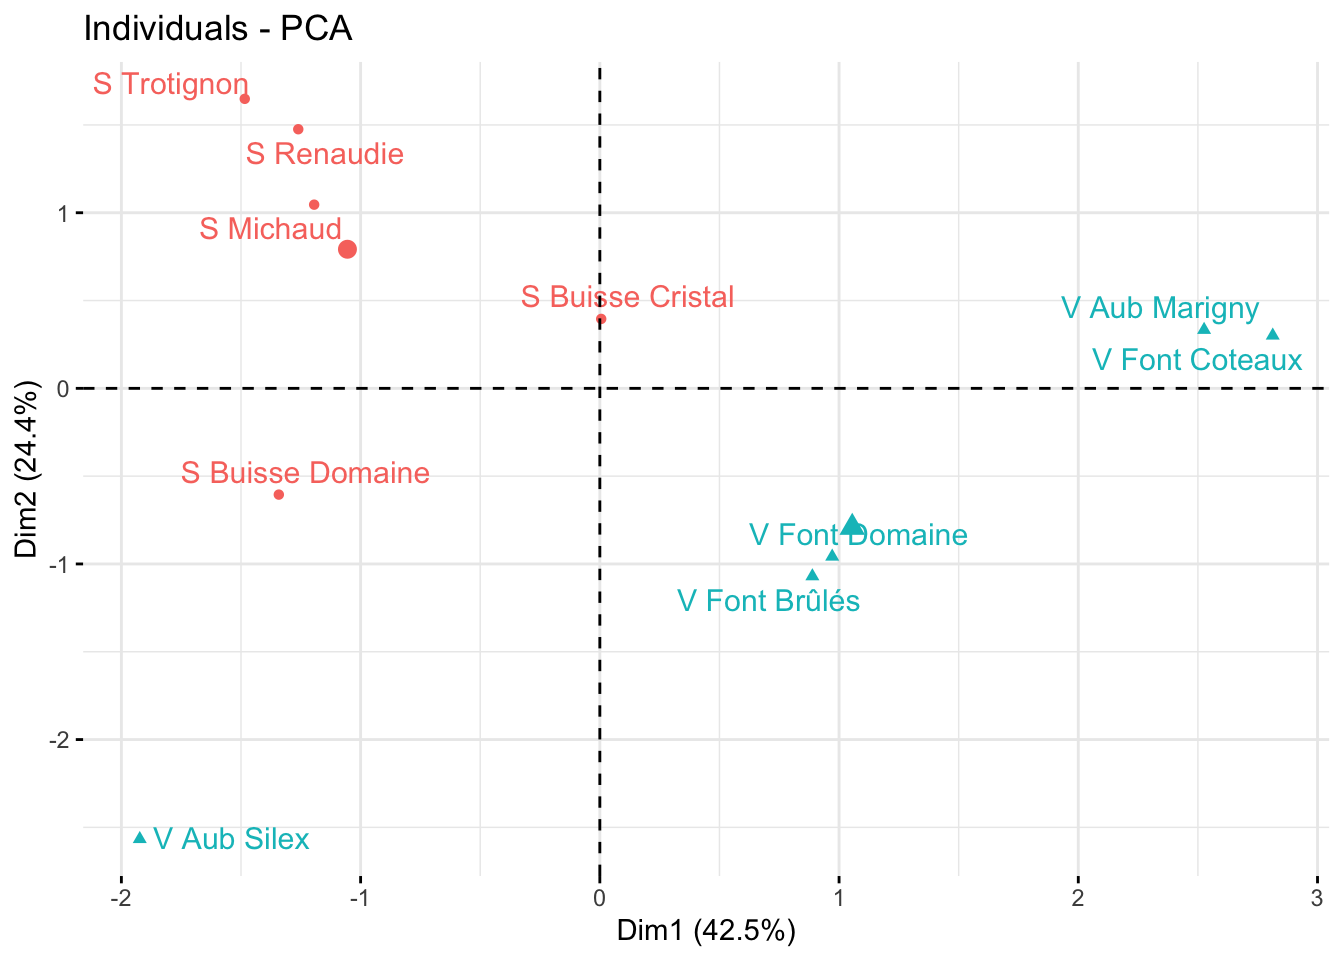 Individuals - PCA
S Trotignon
S Renaudie
S Michaud
S Buisse Cristal
V Aub Marigny
V Font Coteaux
S Buisse Domaine
V Font Domaine
V Font Brûlés
V Aub Silex
1
0
-1
-2
Dim2 (24.4%)
-2
-1
0
1
2
3
Dim1 (42.5%)